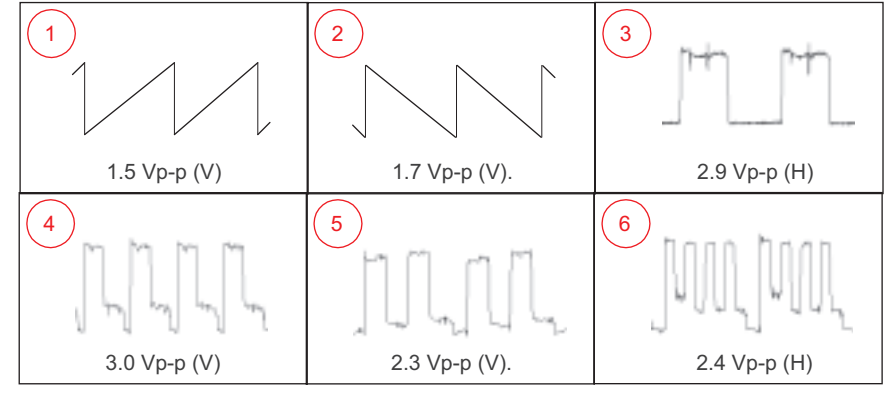 1
2
3
1.5 Vp-p (V)
1.7 Vp-p (V).
2.9 Vp-p (H)
4
5
6
3.0 Vp-p (V)
2.3 Vp-p (V).
2.4 Vp-p (H)